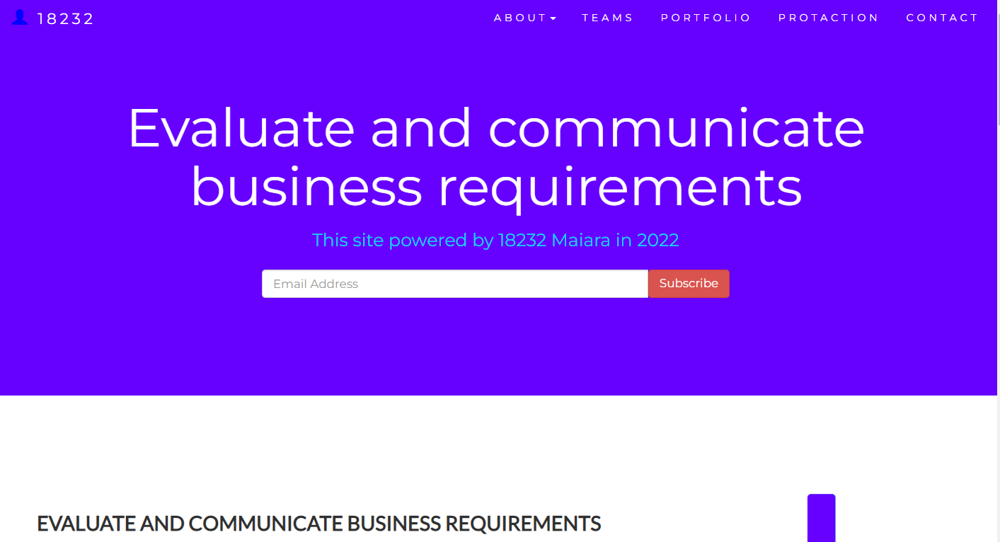 18232
ABOUT
TEAMS
PORTFOLIO
PROTACTION
CONTACT
Evaluate and communicate
business requirements
This site powered by 18232 Maiara in 2022
Email Address
Subscribe
EVALUATE AND COMMUNICATE BUSINESS REQUIREMENTS